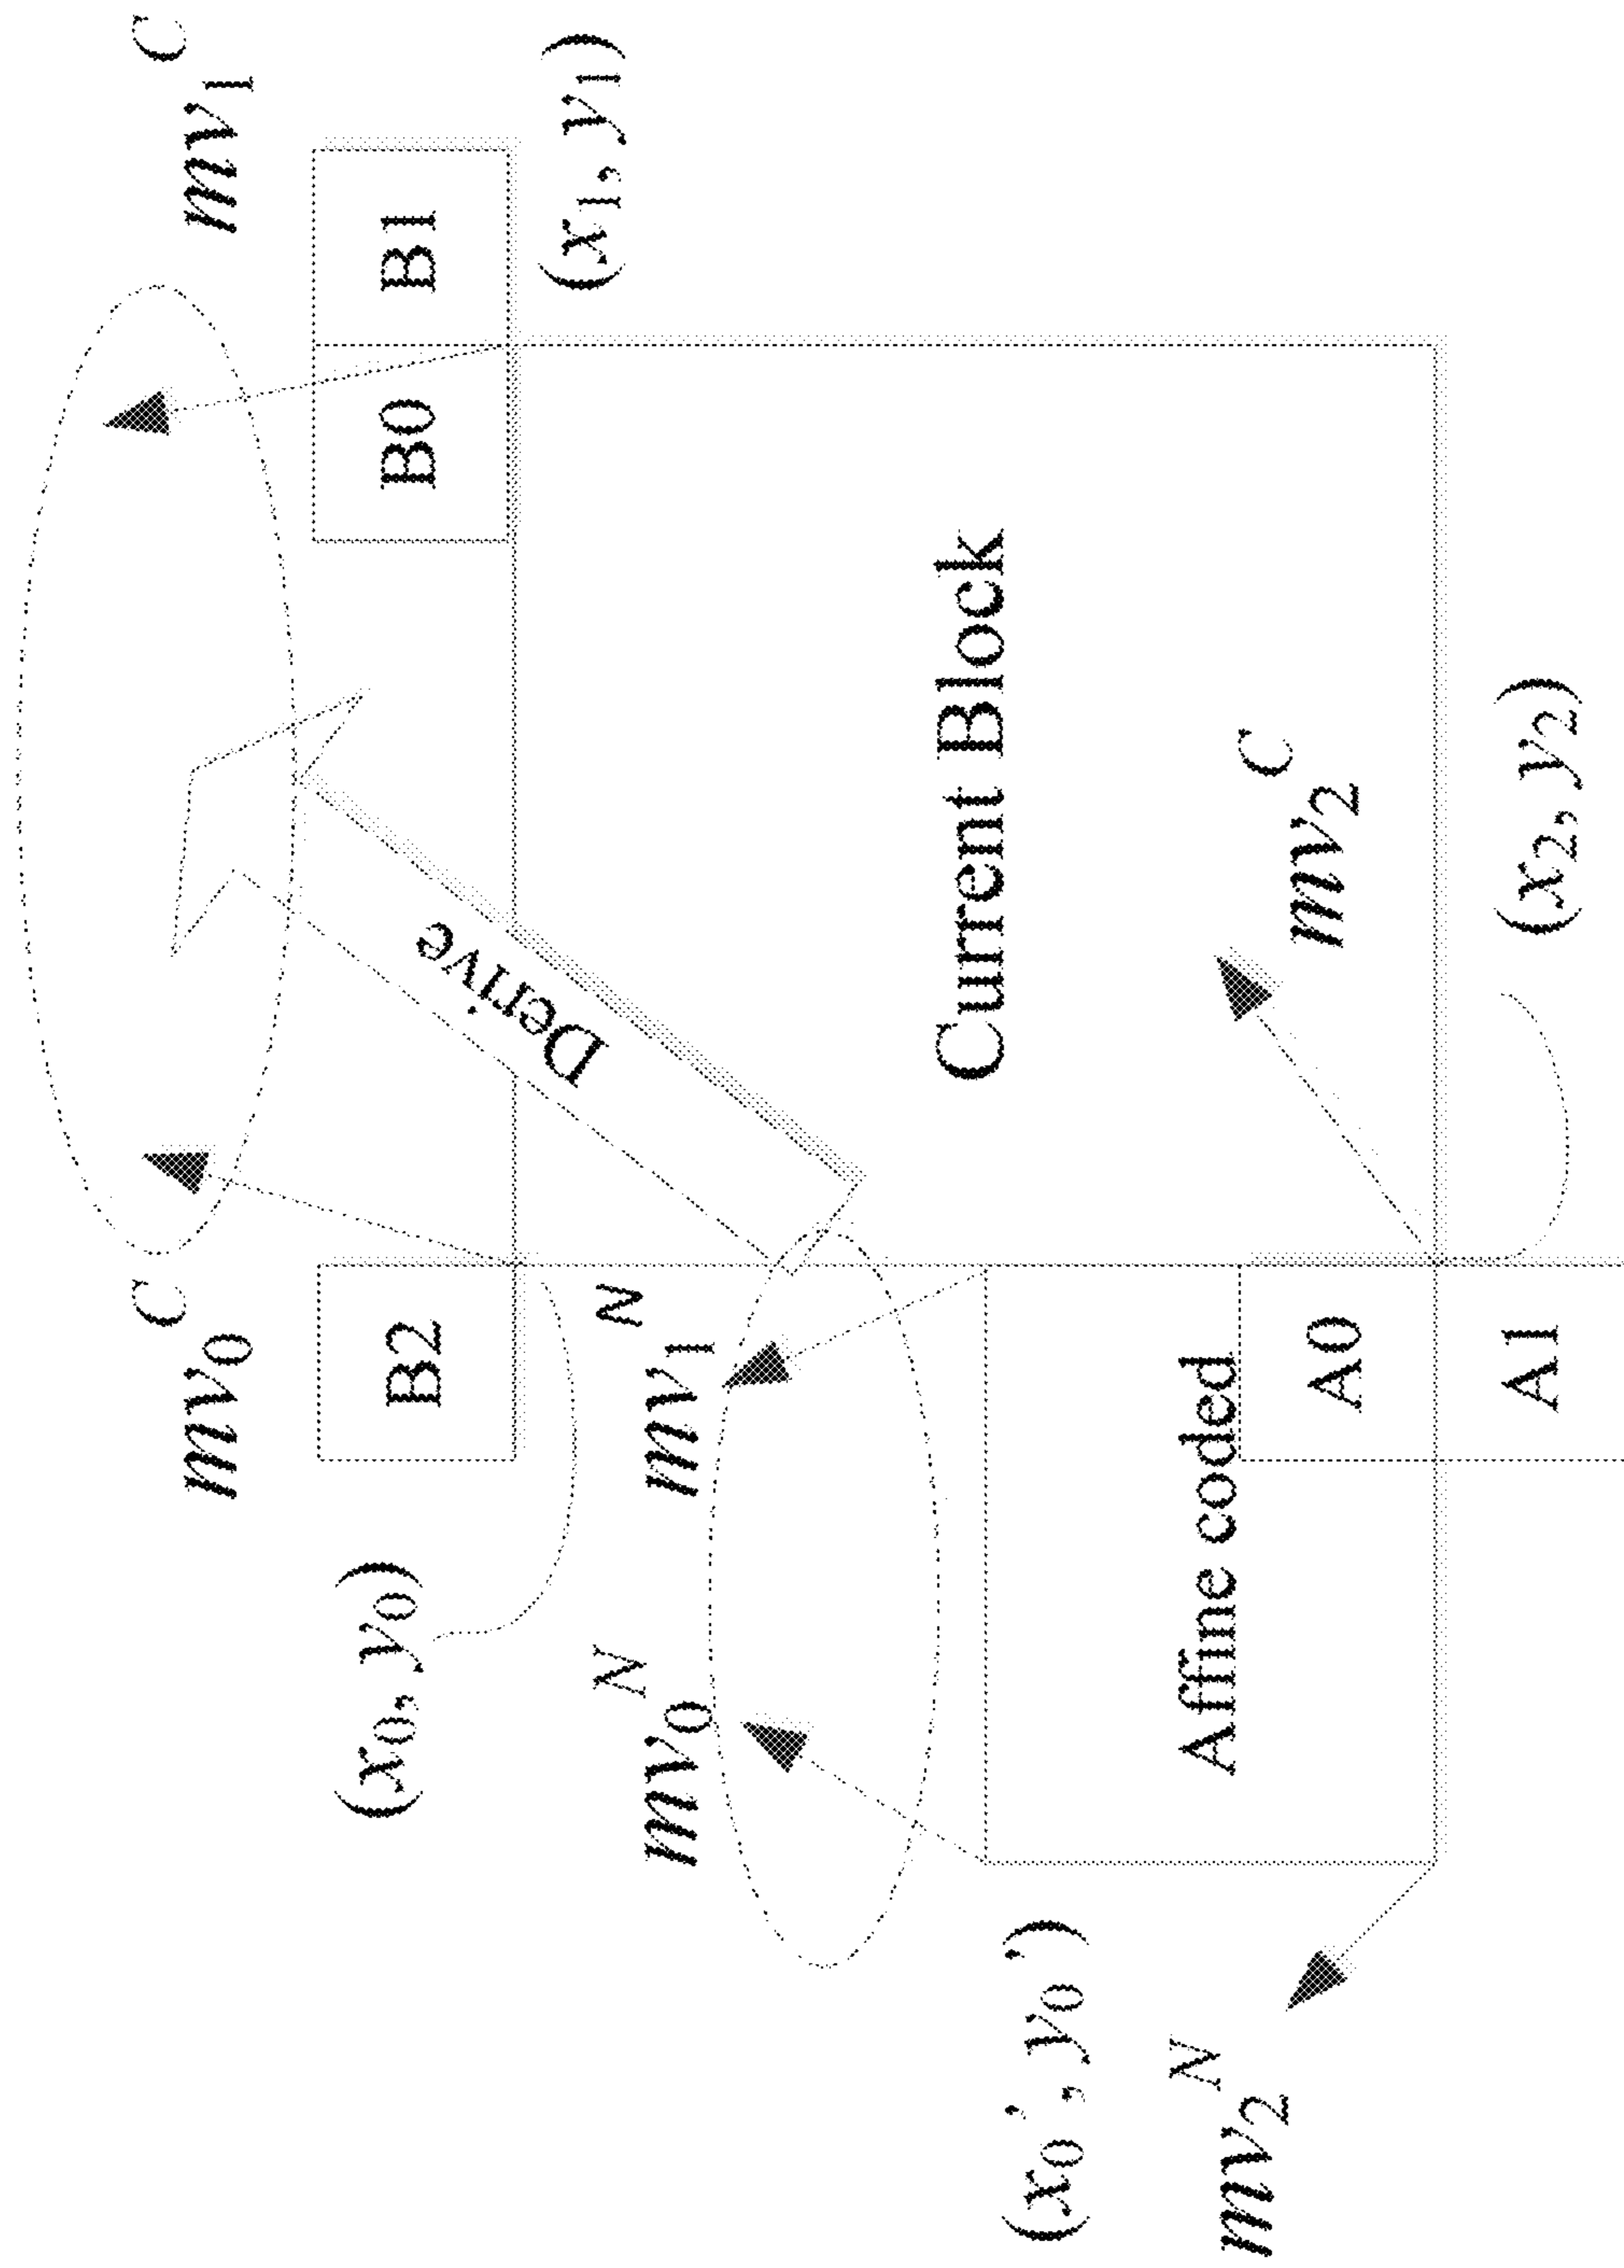 mv₀ᶜ
mv₁ᶜ
B2
B0
B1
(x₀, y₀)
(x₁, y₁)
Derive
mv₀ᴺ
mv₁ᴺ
Current Block
(x₀’, y₀’)
Affine coded
mv₂ᴺ
A0
mv₂ᶜ
A1
(x₂, y₂)